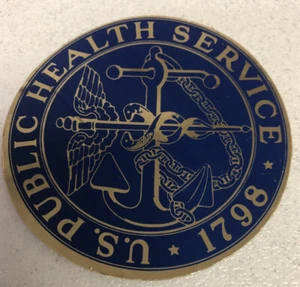 U.S. PUBLIC HEALTH SERVICE
1798